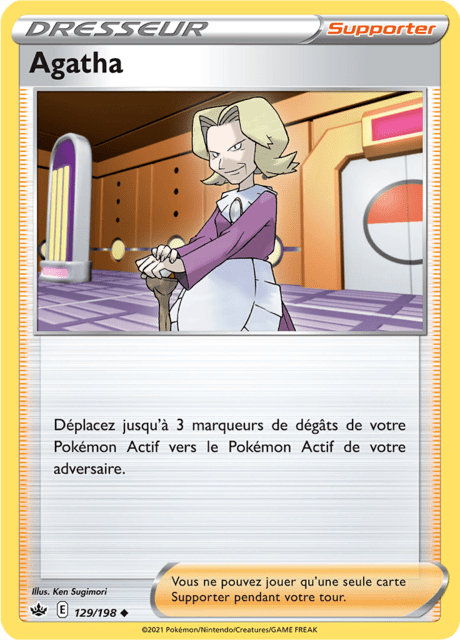 DRESSEUR
Supporter
Agatha
Déplacez jusqu'à 3 marqueurs de dégâts de votre
Pokémon Actif vers le Pokémon Actif de votre
adversaire.
Illus. Ken Sugimori
Vous ne pouvez jouer qu'une seule carte
Supporter pendant votre tour.
E 129/198
©2021 Pokémon/Nintendo/Creatures/GAME FREAK